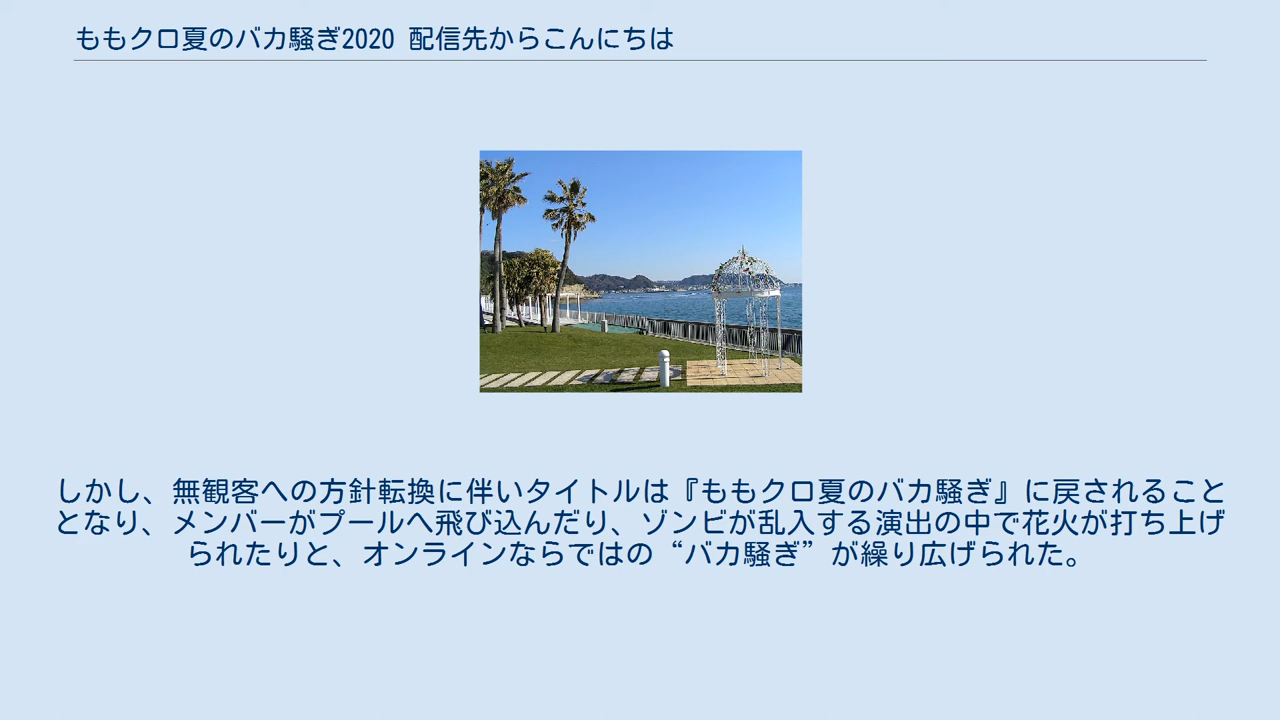 ももクロ夏のバカ騒ぎ2020 配信先からこんにちは
しかし、無観客への方針転換に伴いタイトルは『ももクロ夏のバカ騒ぎ』に戻されること
となり、メンバーがプールへ飛び込んだり、ゾンビが乱入する演出の中で花火が打ち上げ
られたりと、オンラインならではの“バカ騒ぎ”が繰り広げられた。